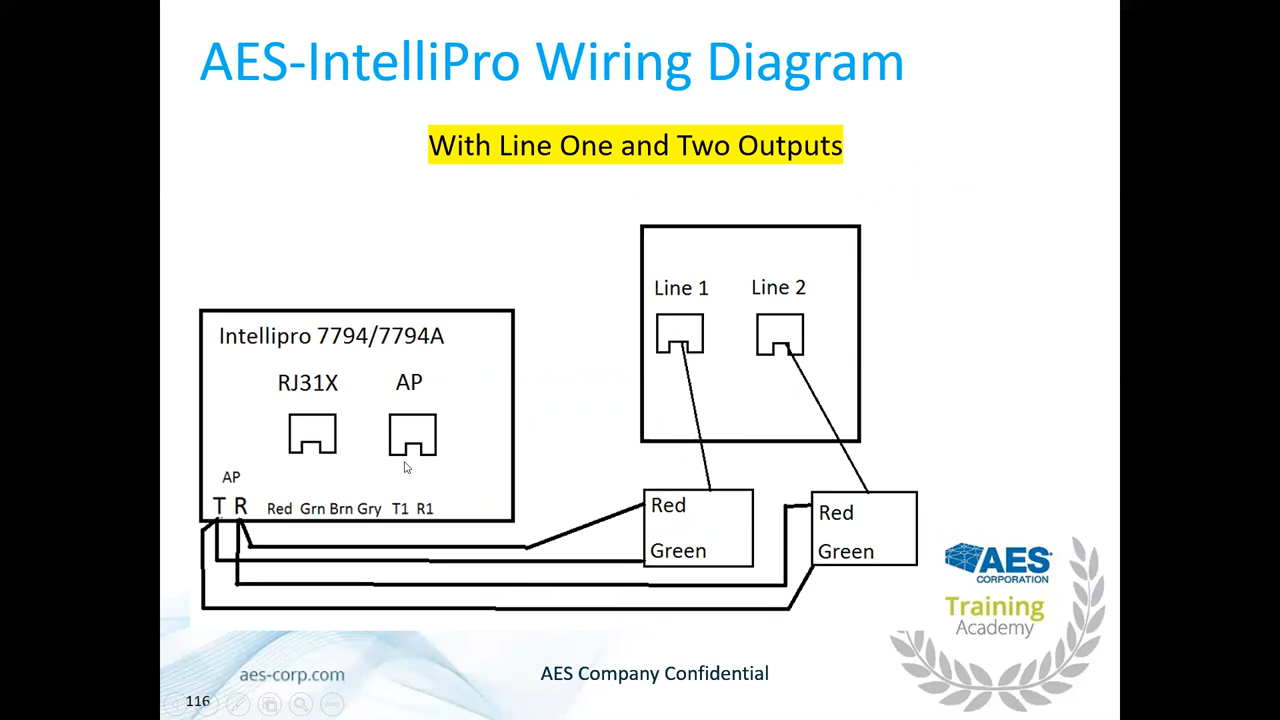 AES-IntelliPro Wiring Diagram
With Line One and Two Outputs
Line 1 Line 2
Intellipro 7794/7794A
RJ31X AP
AP
T R Red Grn Brn Gry T1 R1
Red
Green
Red
Green
AES
CORPORATION
Training
Academy
aes-corp.com
AES Company Confidential
116